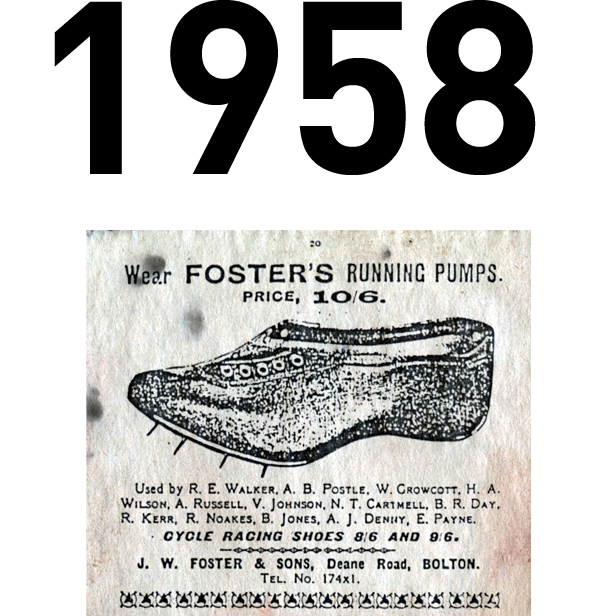 1958
20
Wear FOSTER'S RUNNING PUMPS.
PRICE, 10/6.
Used by R. E. WALKER, A. B. POSTLE, W. CROWCOTT, H. A.
WILSON, A. RUSSELL, V. JOHNSON, N. T. CARTMELL, B. R. DAY,
R. KERR, R. NOAKES, B. JONES, A. J. DENNY, E. PAYNE.
CYCLE RACING SHOES 8/6 AND 9/6.
J. W. FOSTER & SONS, Deane Road, BOLTON.
TEL. No. 174x1.